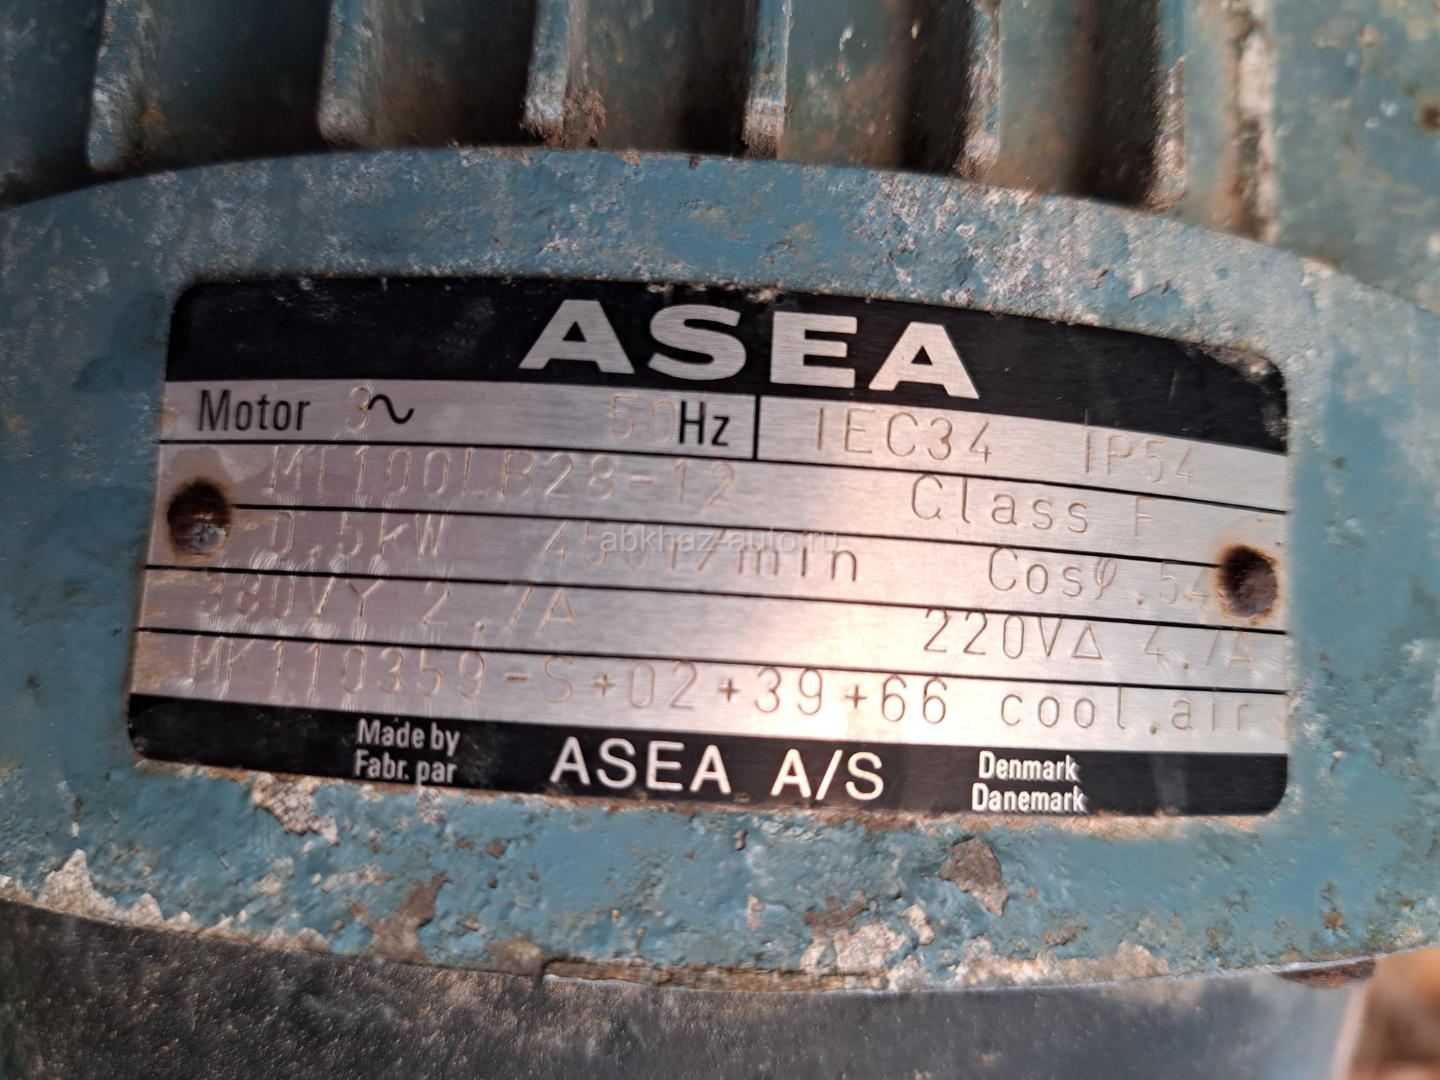 ASEA
Motor 3~ 50Hz IEC34 IP54
MT100LB28-12 Class F
0,5kW 450r/min Cosφ .54
380VY 2.7A 220V∆ 4.7A
MK110359-S+02+39+66 cool.air
Made by
Fabr. par
ASEA A/S
Denmark
Danemark
abkhaz-auto.ru